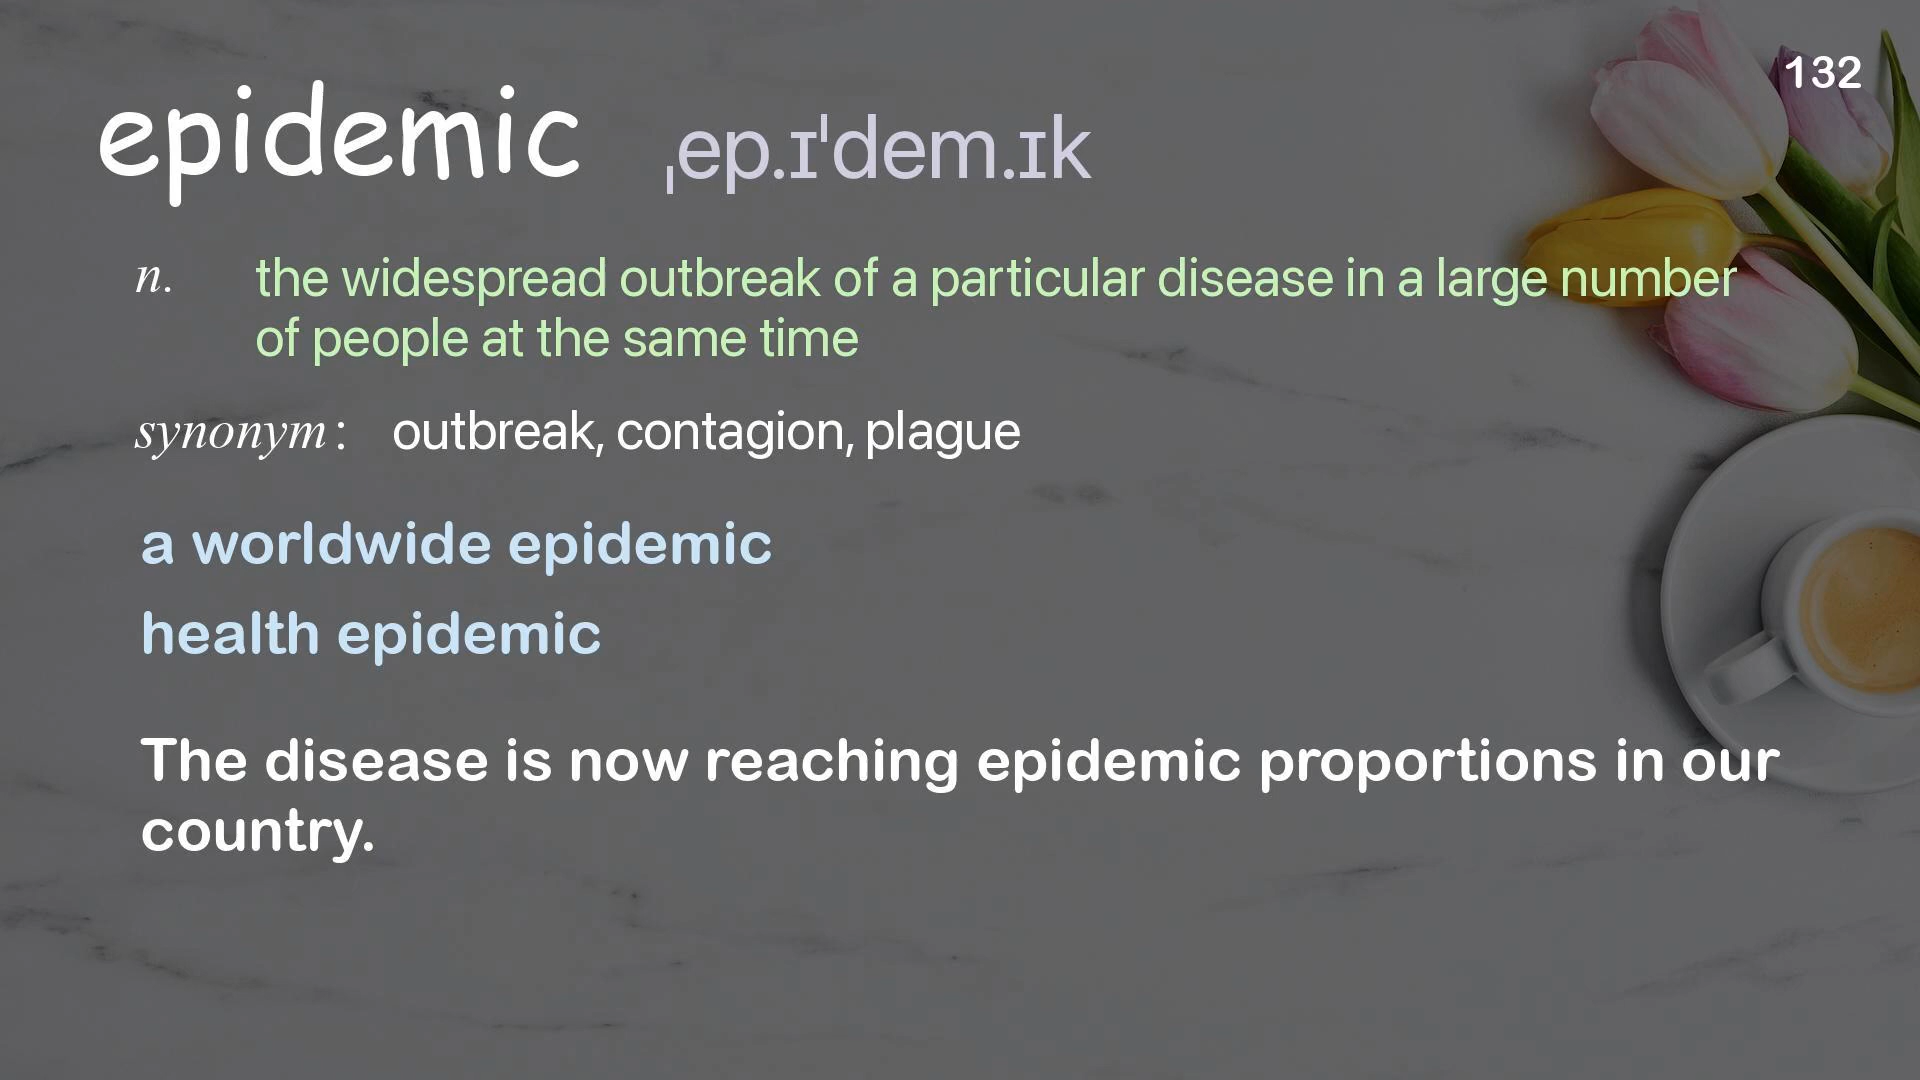 132
epidemic ˌep.ɪˈdem.ɪk
n. the widespread outbreak of a particular disease in a large number
of people at the same time
synonym: outbreak, contagion, plague
a worldwide epidemic
health epidemic
The disease is now reaching epidemic proportions in our
country.